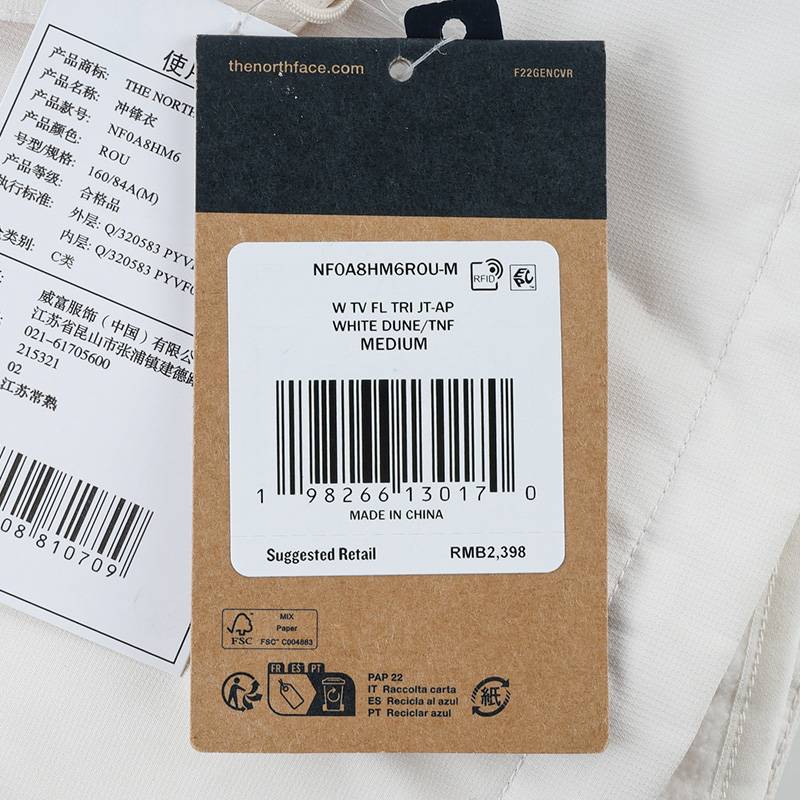 使
产品商标: THE NORTH
产品名称: 冲锋衣
产品款号: NF0A8HM6
产品颜色: ROU
号型/规格: 160/84A(M)
产品等级: 合格品
执行标准: 外层: Q/320583 PYVF
内层: Q/320583 PYVF0
类别: C类
威富服饰（中国）有限公
江苏省昆山市张浦镇建德路
021-61705600
215321
02
江苏常熟
08810709
thenorthface.com
F22GENCVR
NF0A8HM6ROU-M
RFID
W TV FL TRI JT-AP
WHITE DUNE/TNF
MEDIUM
1 98266 13017 0
MADE IN CHINA
Suggested Retail RMB2,398
FSC
MIX
Paper
FSC™ C004883
FR ES PT
PAP 22
IT Raccolta carta
ES Recicla al azul
PT Reciclar azul
紙